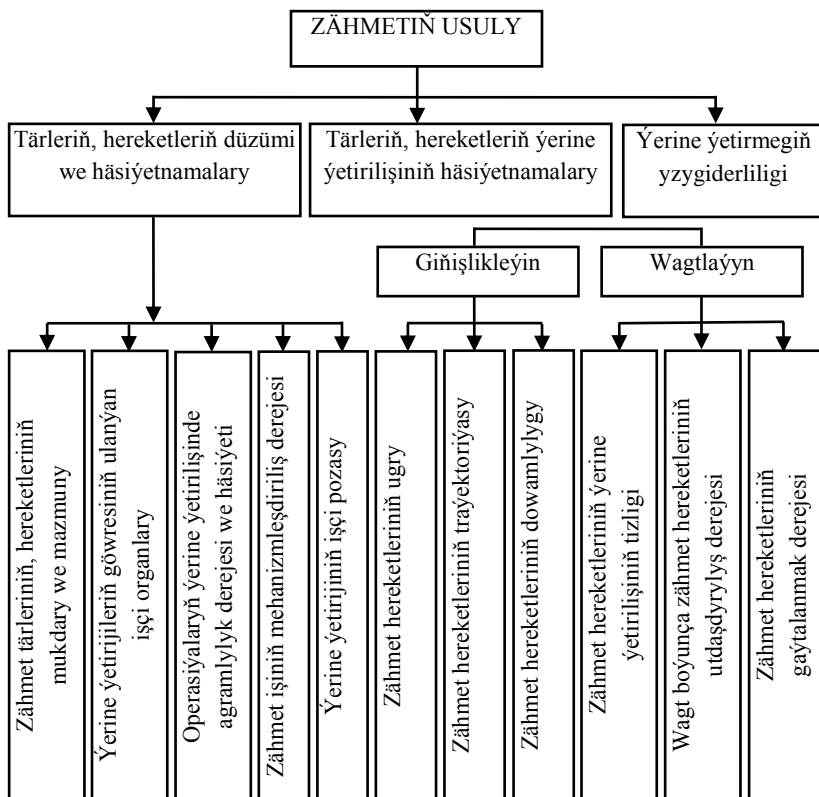 ZÄHMETIŇ USULY
Tärleriň, hereketleriň düzümi
we häsiýetnamalary
Tärleriň, hereketleriň ýerine
ýetirilişiniň häsiýetnamalary
Ýerine ýetirmegiň
yzygiderliligi
Giňişlikleýin
Wagtlaýyn
Zähmet tärleriniň, hereketleriniň
mukdary we mazmuny
Ýerine ýetirijileriň göwresiniň ulanýan
işçi organlary
Operasiýalaryň ýerine ýetirilişinde
agramlylyk derejesi we häsiýeti
Zähmet işiniň mehanizmleşdiriliş derejesi
Ýerine ýetirijiniň işçi pozasy
Zähmet hereketleriniň ugry
Zähmet hereketleriniň traýektoriýasy
Zähmet hereketleriniň dowamlylygy
Zähmet hereketleriniň ýerine
ýetirilişiniň tizligi
Wagt boýunça zähmet hereketleriniň
utdaşdyrylyş derejesi
Zähmet hereketleriniň
gaýtalanmak derejesi